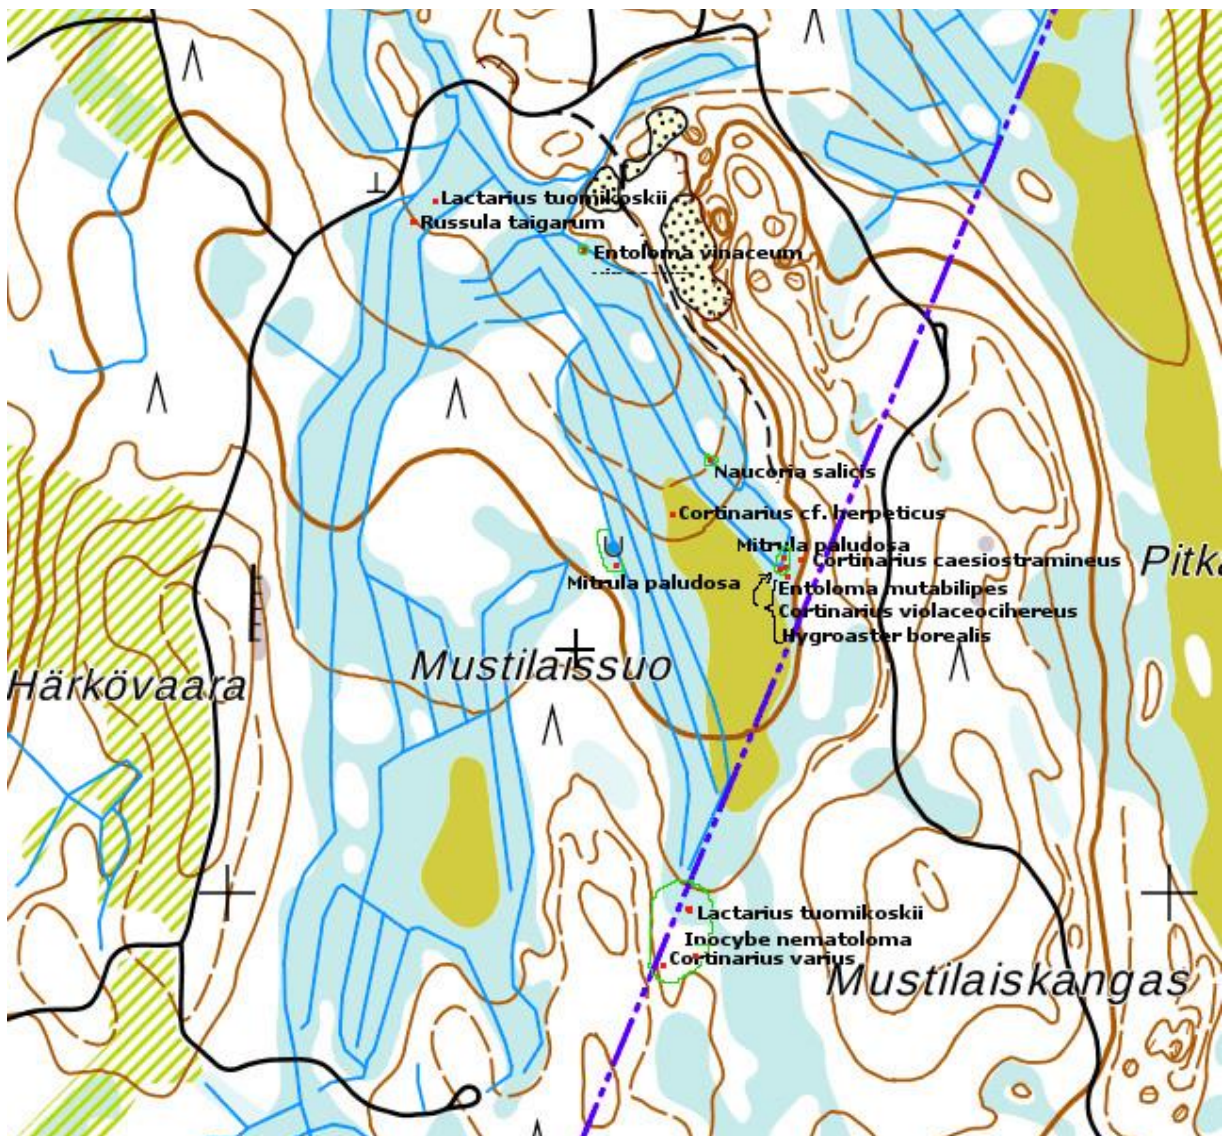 Lactarius tuomikoskii
Russula taigarum
Entoloma vinaceum
Naucoria salicis
Cortinarius cf. herpeticus
Mitrula paludosa
Cortinarius caesiostramineus
Pitka
Mitrula paludosa
Entoloma mutabilipes
Cortinarius violaceocihereus
Hygroaster borealis
Mustilaissuo
Härkövaara
Lactarius tuomikoskii
Inocybe nematoloma
Cortinarius varius
Mustilaiskangas